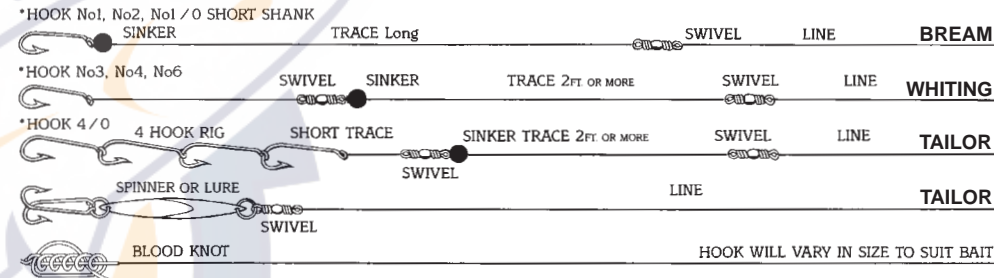 *HOOK No1, No2, No1/0 SHORT SHANK
SINKER TRACE Long SWIVEL LINE BREAM
*HOOK No3, No4, No6
SWIVEL SINKER TRACE 2FT. OR MORE SWIVEL LINE WHITING
*HOOK 4/0
4 HOOK RIG SHORT TRACE SINKER TRACE 2FT. OR MORE SWIVEL LINE TAILOR
SWIVEL
SPINNER OR LURE LINE TAILOR
SWIVEL
BLOOD KNOT HOOK WILL VARY IN SIZE TO SUIT BAIT